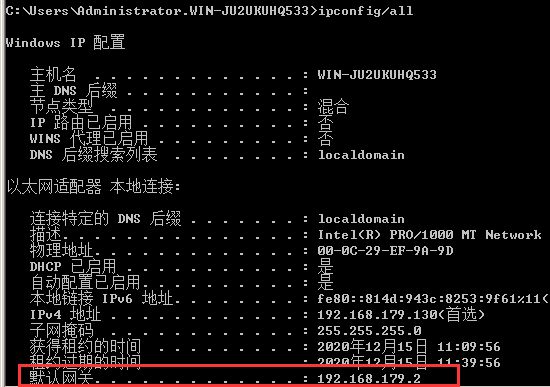 C:\Users\Administrator.WIN-JU2UKUHQ533>ipconfig/all
Windows IP 配置
主机名 . . . . . . . . . . . . . : WIN-JU2UKUHQ533
主 DNS 后缀 . . . . . . . . . . . :
节点类型 . . . . . . . . . . . . : 混合
IP 路由已启用 . . . . . . . . . . : 否
WINS 代理已启用 . . . . . . . . . : 否
DNS 后缀搜索列表 . . . . . . . . : localdomain
以太网适配器 本地连接:
连接特定的 DNS 后缀 . . . . . . . : localdomain
描述. . . . . . . . . . . . . . . : Intel(R) PRO/1000 MT Network
物理地址. . . . . . . . . . . . . : 00-0C-29-EF-9A-9D
DHCP 已启用 . . . . . . . . . . . : 是
自动配置已启用. . . . . . . . . . : 是
本地链接 IPv6 地址. . . . . . . . : fe80::814d:943c:8253:9f61x11(
IPv4 地址 . . . . . . . . . . . . : 192.168.179.130(首选)
子网掩码 . . . . . . . . . . . . : 255.255.255.0
获得租约的时间 . . . . . . . . . : 2020年12月15日 11:09:56
租约过期的时间 . . . . . . . . . : 2020年12月15日 11:39:56
默认网关. . . . . . . . . . . . . : 192.168.179.2